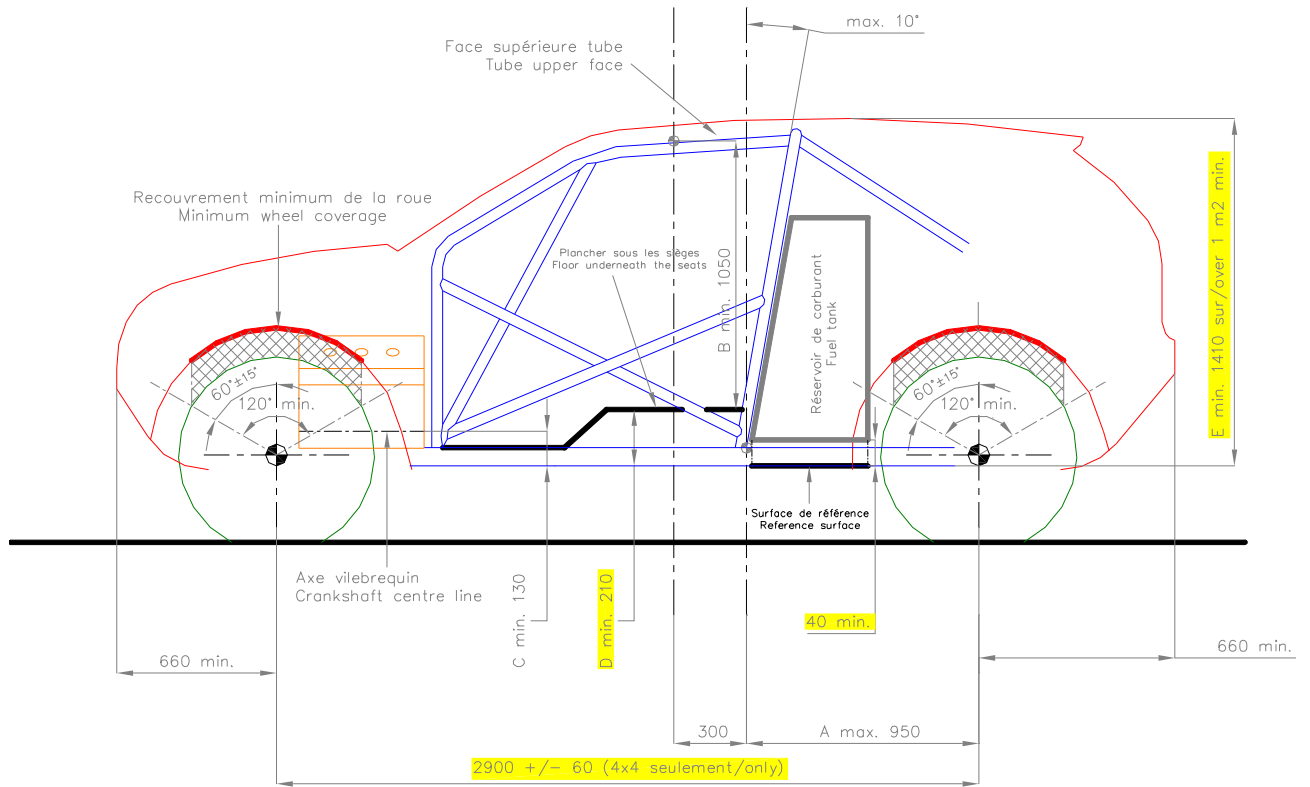 max. 10°
Face supérieure tube
Tube upper face
Recouvrement minimum de la roue
Minimum wheel coverage
Plancher sous les sièges
Floor underneath the seats
B min. 1050
Réservoir de carburant
Fuel tank
E min. 1410 sur/over 1 m2 min.
60°±15°
120° min.
60°±15°
120° min.
Surface de référence
Reference surface
Axe vilebrequin
Crankshaft centre line
C min. 130
D min. 210
40 min.
660 min.
660 min.
300
A max. 950
2900 +/- 60 (4x4 seulement/only)